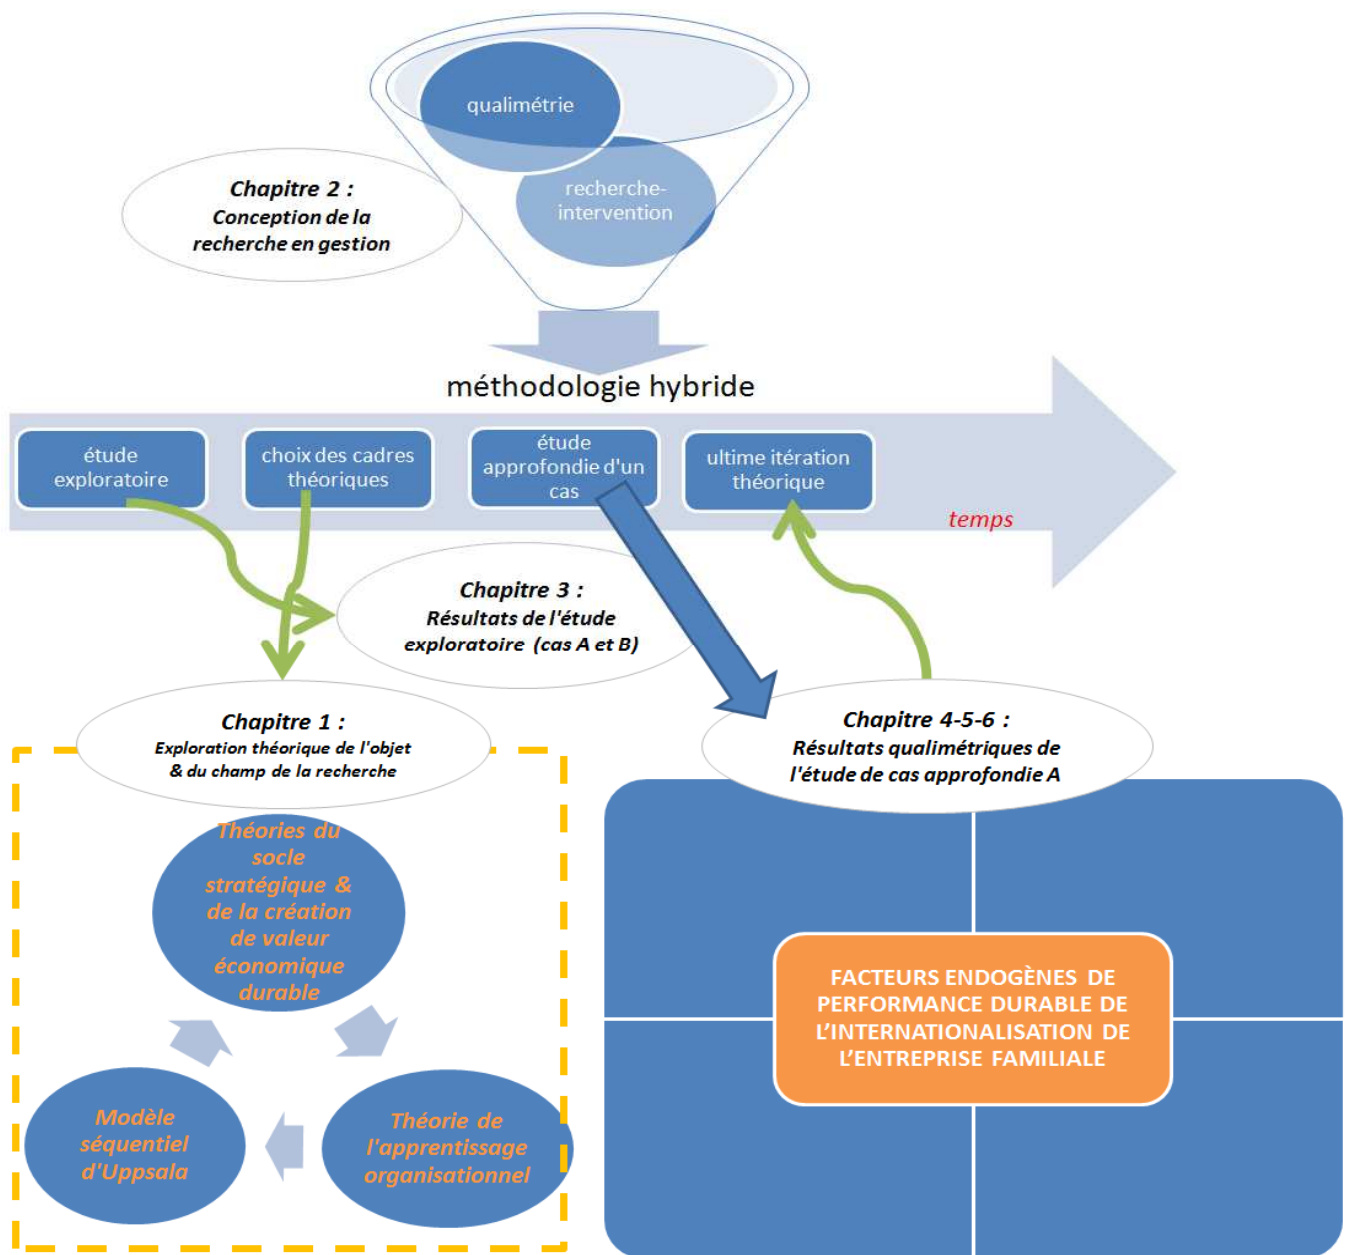 qualimétrie
recherche-
intervention
Chapitre 2 :
Conception de la
recherche en gestion
méthodologie hybride
étude
exploratoire
choix des cadres
théoriques
étude
approfondie d'un
cas
ultime itération
théorique
temps
Chapitre 3 :
Résultats de l'étude
exploratoire (cas A et B)
Chapitre 1 :
Exploration théorique de l'objet
& du champ de la recherche
Chapitre 4-5-6 :
Résultats qualimétriques de
l'étude de cas approfondie A
Théories du
socle
stratégique &
de la création
de valeur
économique
durable
Modèle
séquentiel
d'Uppsala
Théorie de
l'apprentissage
organisationnel
FACTEURS ENDOGÈNES DE
PERFORMANCE DURABLE DE
L’INTERNATIONALISATION DE
L’ENTREPRISE FAMILIALE